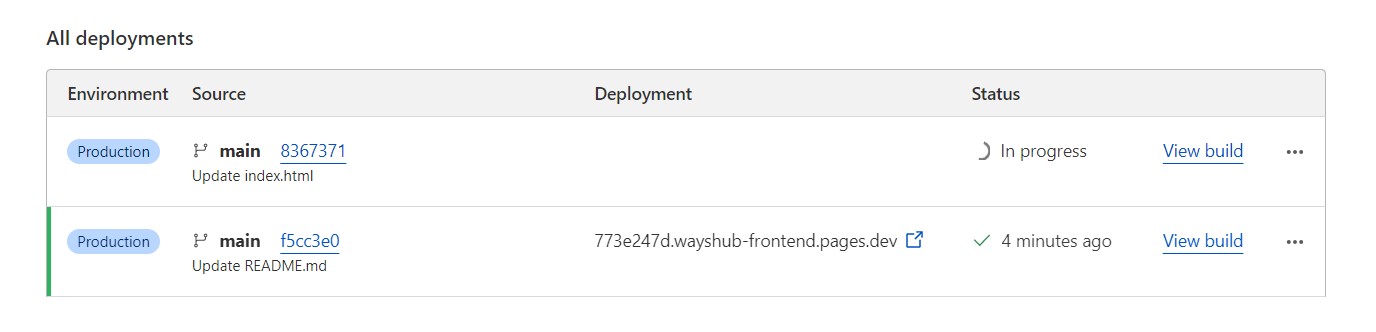 All deployments
Environment Source Deployment Status
Production main 8367371 In progress View build
Update index.html
Production main f5cc3e0 773e247d.wayshub-frontend.pages.dev 4 minutes ago View build
Update README.md